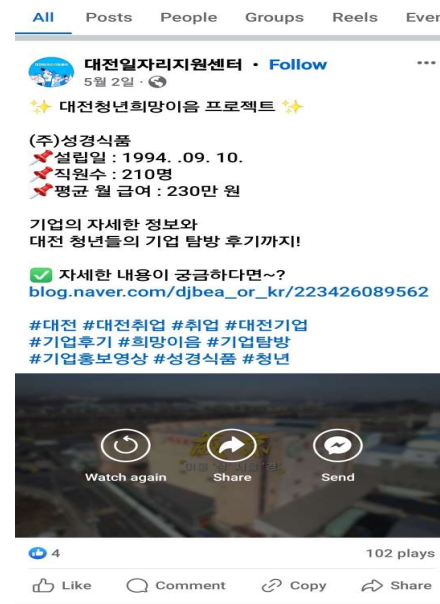 All Posts People Groups Reels Ever
대전일자리지원센터 · Follow
5월 2일 ·
✨ 대전청년희망이음 프로젝트 ✨
(주)성경식품
📌설립일 : 1994. .09. 10.
📌직원수 : 210명
📌평균 월 급여 : 230만 원
기업의 자세한 정보와
대전 청년들의 기업 탐방 후기까지!
✅ 자세한 내용이 궁금하다면~?
blog.naver.com/djbea_or_kr/223426089562
#대전 #대전취업 #취업 #대전기업
#기업후기 #희망이음 #기업탐방
#기업홍보영상 #성경식품 #청년
Watch again Share Send
4 102 plays
Like Comment Copy Share